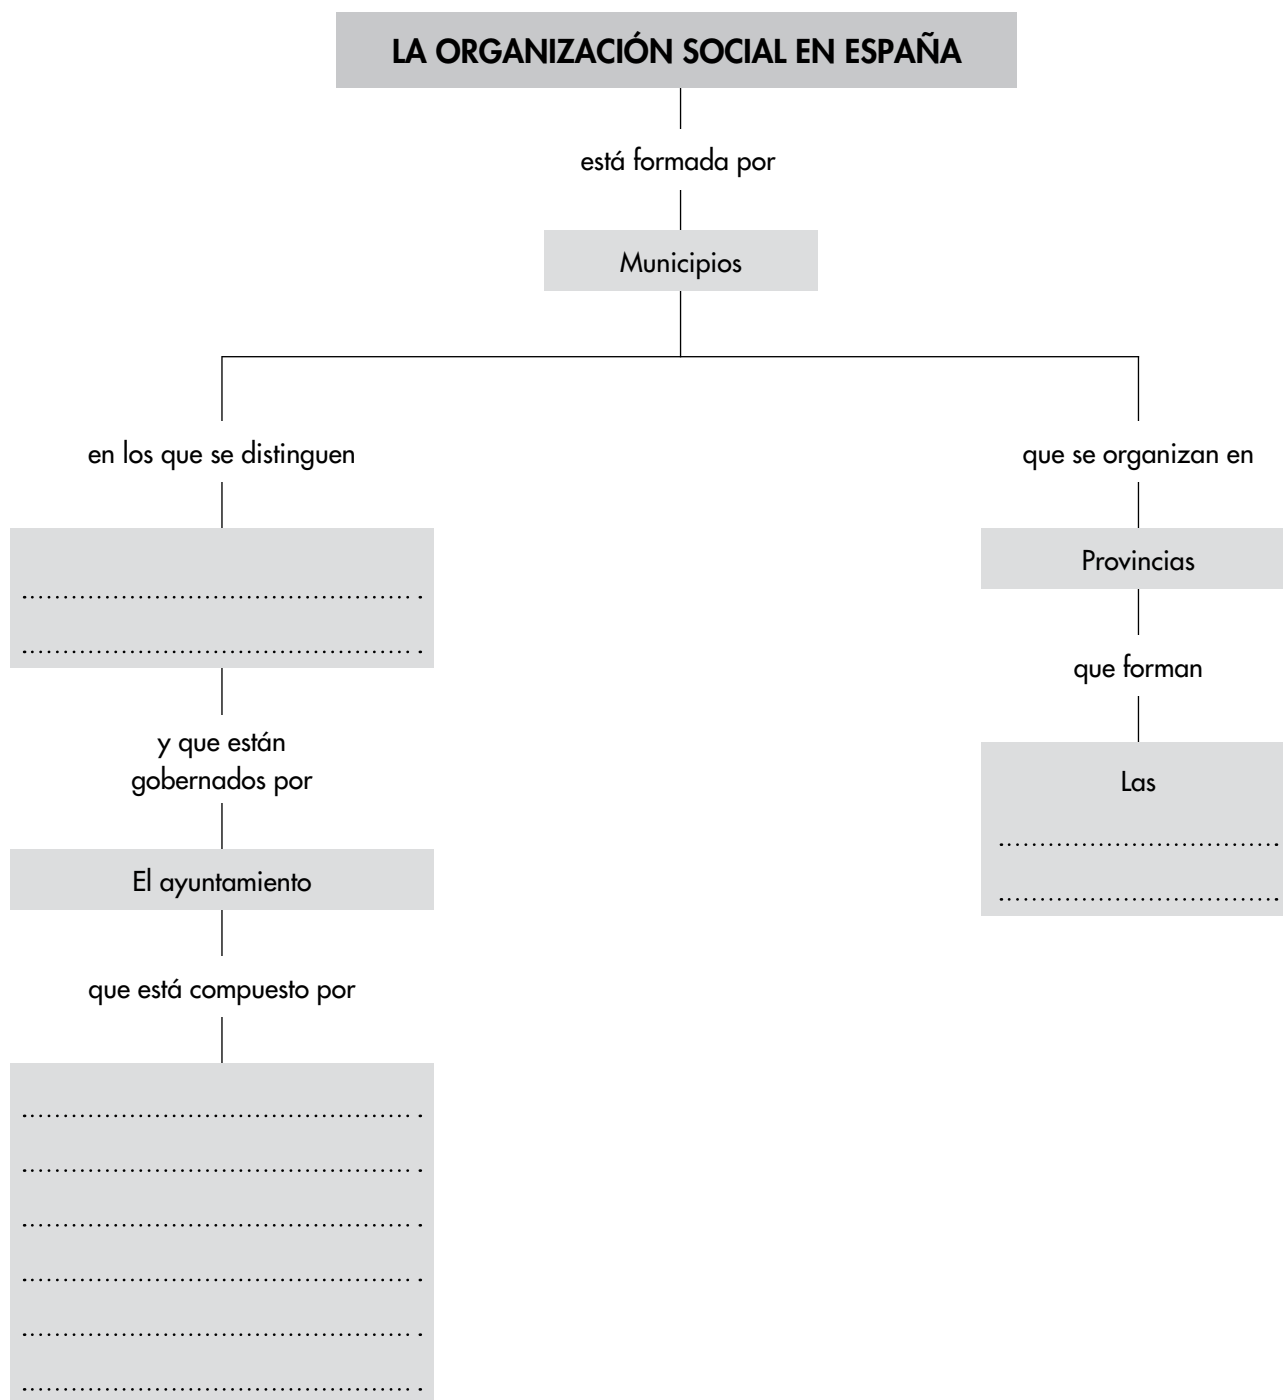 LA ORGANIZACIÓN SOCIAL EN ESPAÑA
está formada por
Municipios
en los que se distinguen
que se organizan en
Provincias
que forman
y que están
gobernados por
Las
El ayuntamiento
que está compuesto por